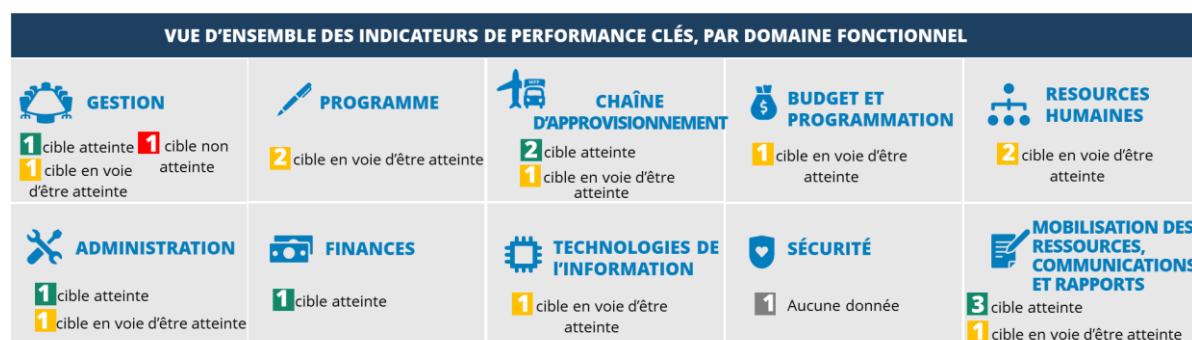 VUE D’ENSEMBLE DES INDICATEURS DE PERFORMANCE CLÉS, PAR DOMAINE FONCTIONNEL
GESTION
1 cible atteinte 1 cible non
atteinte
1 cible en voie
d’être atteinte
PROGRAMME
2 cible en voie d’être atteinte
CHAÎNE
D’APPROVISIONNEMENT
2 cible atteinte
1 cible en voie d’être
atteinte
BUDGET ET
PROGRAMMATION
1 cible en voie d’être
atteinte
RESOURCES
HUMAINES
2 cible en voie d’être
atteinte
ADMINISTRATION
1 cible atteinte
1 cible en voie d’être atteinte
FINANCES
1 cible atteinte
TECHNOLOGIES DE
l’INFORMATION
1 cible en voie d’être
atteinte
SÉCURITÉ
1 Aucune donnée
MOBILISATION DES
RESSOURCES,
COMMUNICATIONS
ET RAPPORTS
3 cible atteinte
1 cible en voie d’être atteinte